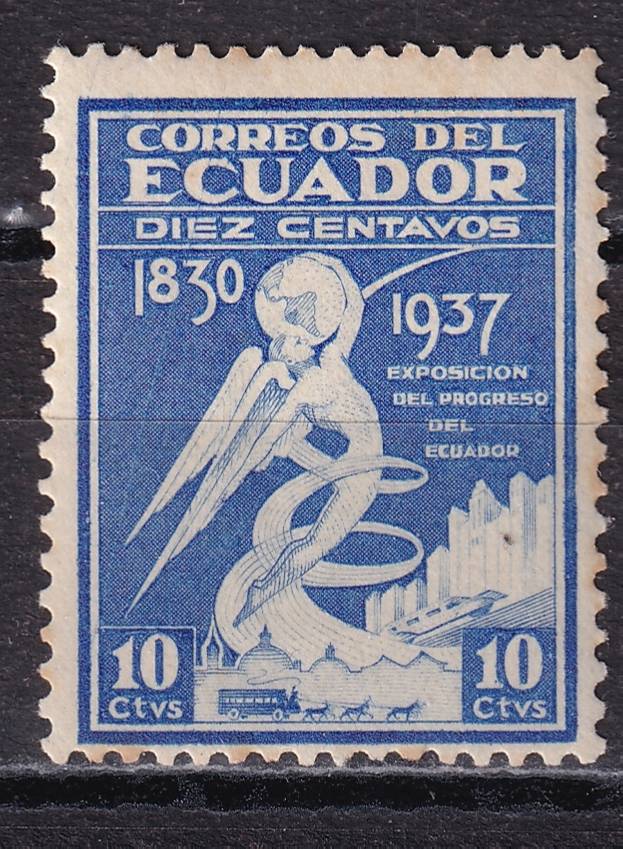 CORREOS DEL
ECUADOR
DIEZ CENTAVOS
1830
1937
EXPOSICION
DEL PROGRESO
DEL
ECUADOR
10
Ctvs
10
Ctvs